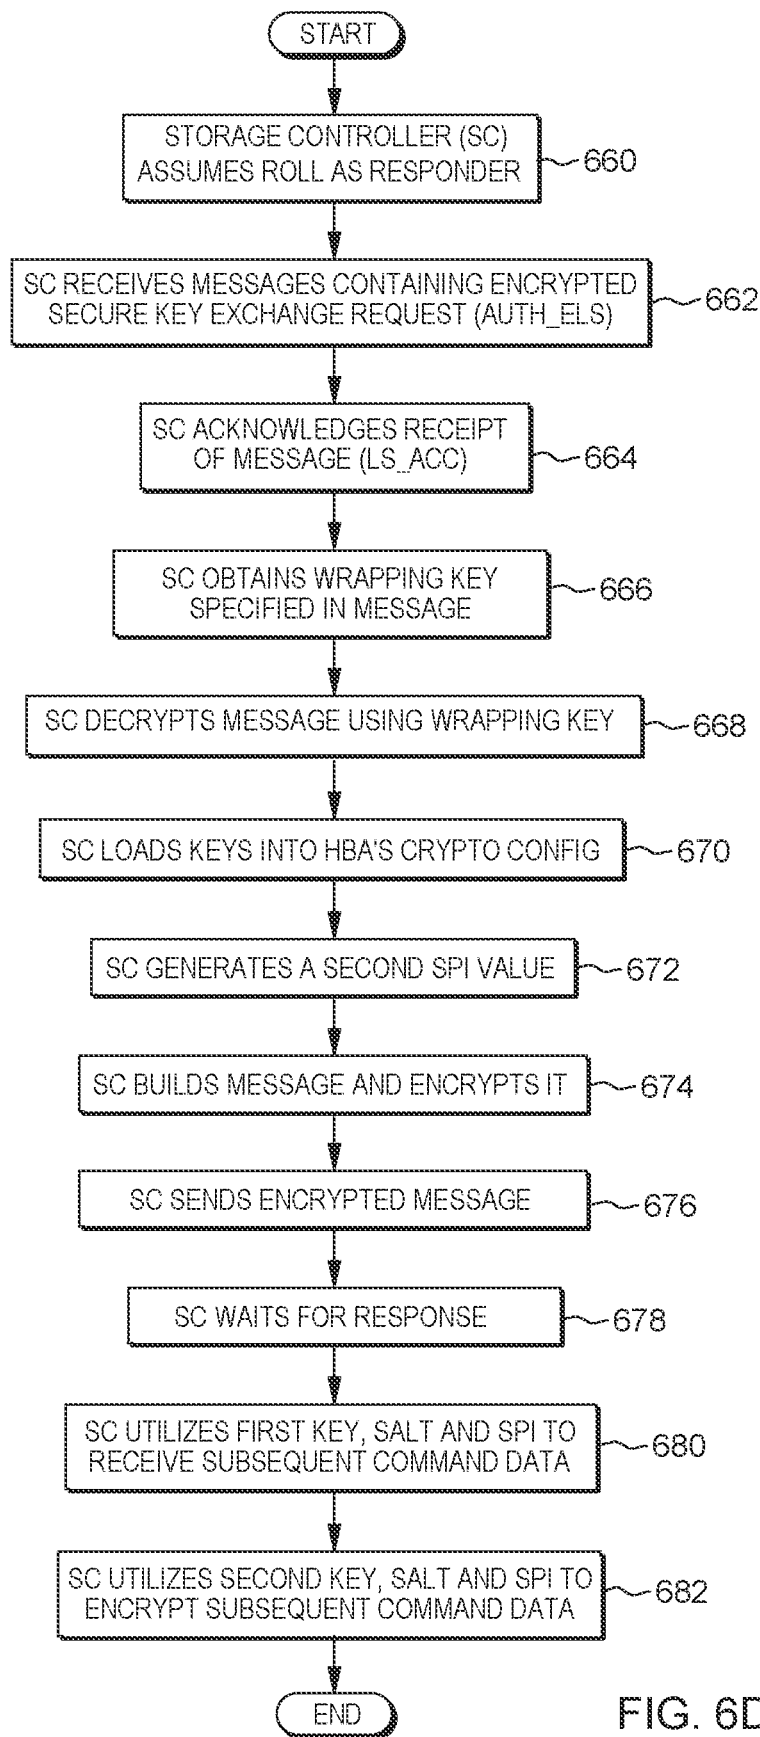 START
STORAGE CONTROLLER (SC)
ASSUMES ROLL AS RESPONDER
660
SC RECEIVES MESSAGES CONTAINING ENCRYPTED
SECURE KEY EXCHANGE REQUEST (AUTH_ELS)
662
SC ACKNOWLEDGES RECEIPT
OF MESSAGE (LS_ACC)
664
SC OBTAINS WRAPPING KEY
SPECIFIED IN MESSAGE
666
SC DECRYPTS MESSAGE USING WRAPPING KEY
668
SC LOADS KEYS INTO HBA'S CRYPTO CONFIG
670
SC GENERATES A SECOND SPI VALUE
672
SC BUILDS MESSAGE AND ENCRYPTS IT
674
SC SENDS ENCRYPTED MESSAGE
676
SC WAITS FOR RESPONSE
678
SC UTILIZES FIRST KEY, SALT AND SPI TO
RECEIVE SUBSEQUENT COMMAND DATA
680
SC UTILIZES SECOND KEY, SALT AND SPI TO
ENCRYPT SUBSEQUENT COMMAND DATA
682
END
FIG. 6D